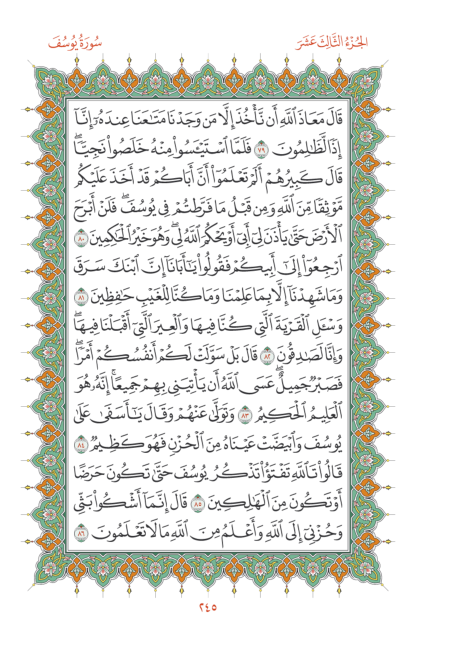 الجُزْءُ الثَّالِثَ عَشَرَ
سُورَةُ يُوسُفَ
قَالَ مَعَاذَ ٱللَّهِ أَن نَّأْخُذَ إِلَّا مَن وَجَدْنَا مَتَٰعَنَا عِندَهُۥٓ إِنَّآ
إِذٗا لَّظَٰلِمُونَ ٧٩ فَلَمَّا ٱسۡتَيۡـَٔسُواْ مِنۡهُ خَلَصُواْ نَجِيّٗاۖ
قَالَ كَبِيرُهُمۡ أَلَمۡ تَعۡلَمُوٓاْ أَنَّ أَبَاكُمۡ قَدۡ أَخَذَ عَلَيۡكُم
مَّوۡثِقٗا مِّنَ ٱللَّهِ وَمِن قَبۡلُ مَا فَرَّطتُمۡ فِي يُوسُفَۖ فَلَنۡ أَبۡرَحَ
ٱلۡأَرۡضَ حَتَّىٰ يَأۡذَنَ لِيٓ أَبِيٓ أَوۡ يَحۡكُمَ ٱللَّهُ لِيۖ وَهُوَ خَيۡرُ ٱلۡحَٰكِمِينَ ٨٠
ٱرۡجِعُوٓاْ إِلَىٰٓ أَبِيكُمۡ فَقُولُواْ يَٰٓأَبَانَآ إِنَّ ٱبۡنَكَ سَرَقَ
وَمَا شَهِدۡنَآ إِلَّا بِمَا عَلِمۡنَا وَمَا كُنَّا لِلۡغَيۡبِ حَٰفِظِينَ ٨١
وَسۡـَٔلِ ٱلۡقَرۡيَةَ ٱلَّتِي كُنَّا فِيهَا وَٱلۡعِيرَ ٱلَّتِيٓ أَقۡبَلۡنَا فِيهَاۖ
وَإِنَّا لَصَٰدِقُونَ ٨٢ قَالَ بَلۡ سَوَّلَتۡ لَكُمۡ أَنفُسُكُمۡ أَمۡرٗاۖ
فَصَبۡرٞ جَمِيلٌۖ عَسَى ٱللَّهُ أَن يَأۡتِيَنِي بِهِمۡ جَمِيعًاۚ إِنَّهُۥ هُوَ
ٱلۡعَلِيمُ ٱلۡحَكِيمُ ٨٣ وَتَوَلَّىٰ عَنۡهُمۡ وَقَالَ يَٰٓأَسَفَىٰ عَلَىٰ
يُوسُفَ وَٱبۡيَضَّتۡ عَيۡنَاهُ مِنَ ٱلۡحُزۡنِ فَهُوَ كَظِيمٞ ٨٤
قَالُواْ تَٱللَّهِ تَفۡتَؤُاْ تَذۡكُرُ يُوسُفَ حَتَّىٰ تَكُونَ حَرَضًا
أَوۡ تَكُونَ مِنَ ٱلۡهَٰلِكِينَ ٨٥ قَالَ إِنَّمَآ أَشۡكُواْ بَثِّي
وَحُزۡنِيٓ إِلَى ٱللَّهِ وَأَعۡلَمُ مِنَ ٱللَّهِ مَا لَا تَعۡلَمُونَ ٨٦
٢٤٥